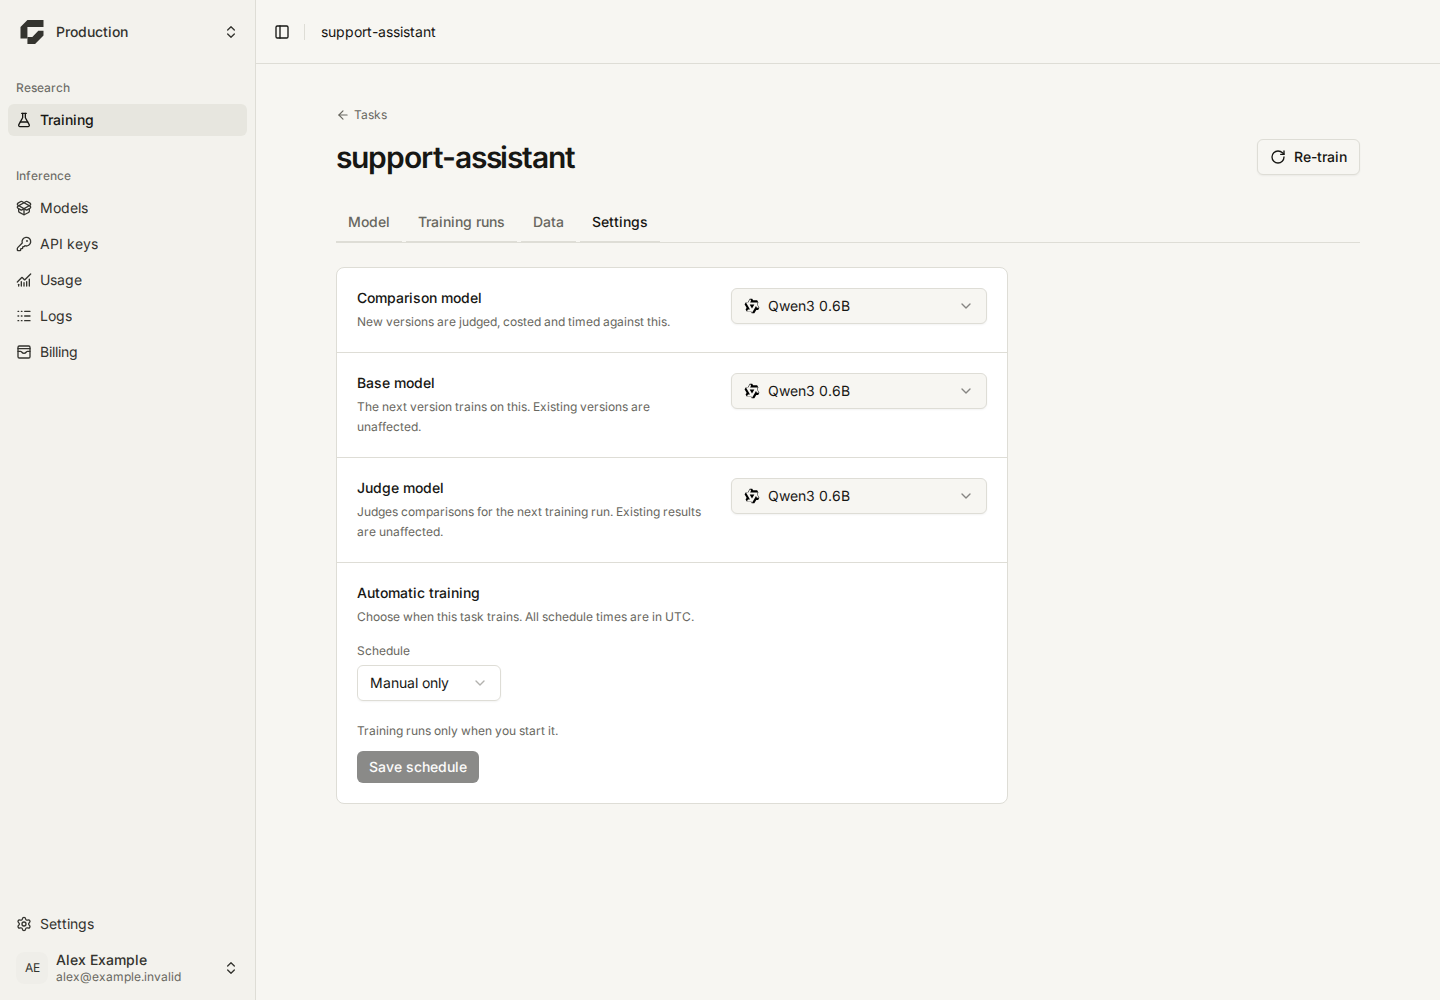 Production
Research
Training
Inference
Models
API keys
Usage
Logs
Billing
Settings
AE
Alex Example
alex@example.invalid
support-assistant
Tasks
support-assistant
Re-train
Model
Training runs
Data
Settings
Comparison model
New versions are judged, costed and timed against this.
Qwen3 0.6B
Base model
The next version trains on this. Existing versions are
unaffected.
Qwen3 0.6B
Judge model
Judges comparisons for the next training run. Existing results
are unaffected.
Qwen3 0.6B
Automatic training
Choose when this task trains. All schedule times are in UTC.
Schedule
Manual only
Training runs only when you start it.
Save schedule